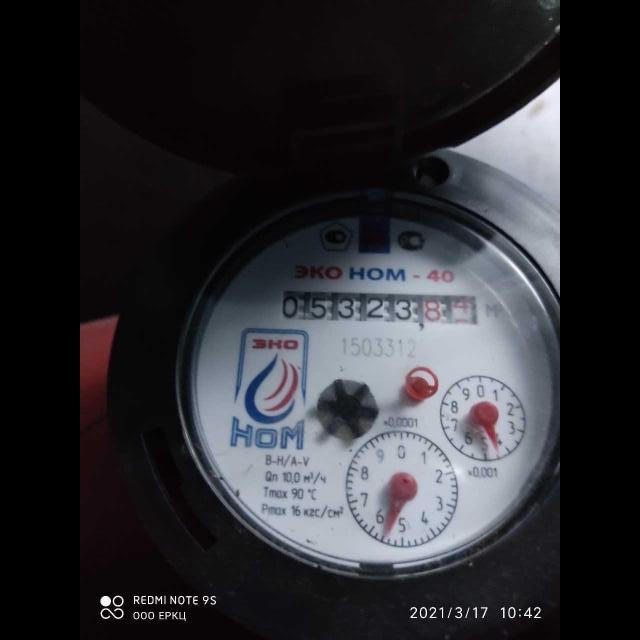 ЭКО НОМ - 40
05323,8 М³
1503312
ЭКО
НОМ
В-Н/A-V
Qn 10,0 м³/ч
Tmax 90 °C
Pmax 16 кгс/см²
x0,0001
9 0 1
8 2
7 3
6 5 4
x0,001
9 0 1
8 2
7 3
6
REDMI NOTE 9S
ООО ЕРКЦ
2021/3/17 10:42